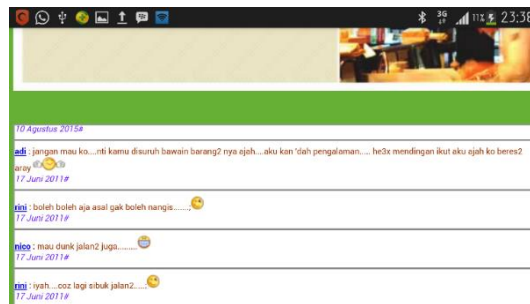 3G 11% 23:38
10 Agustus 2015#
adi : jangan mau ko....nti kamu disuruh bawain barang2 nya ajah....aku kan 'dah pengalaman..... he3x mendingan ikut aku ajah ko beres2
aray
17 Juni 2011#
rini : boleh boleh aja asal gak boleh nangis.......;
17 Juni 2011#
nico : mau dunk jalan2 juga.........
17 Juni 2011#
rini : iyah....coz lagi sibuk jalan2.....;
17 Juni 2011#